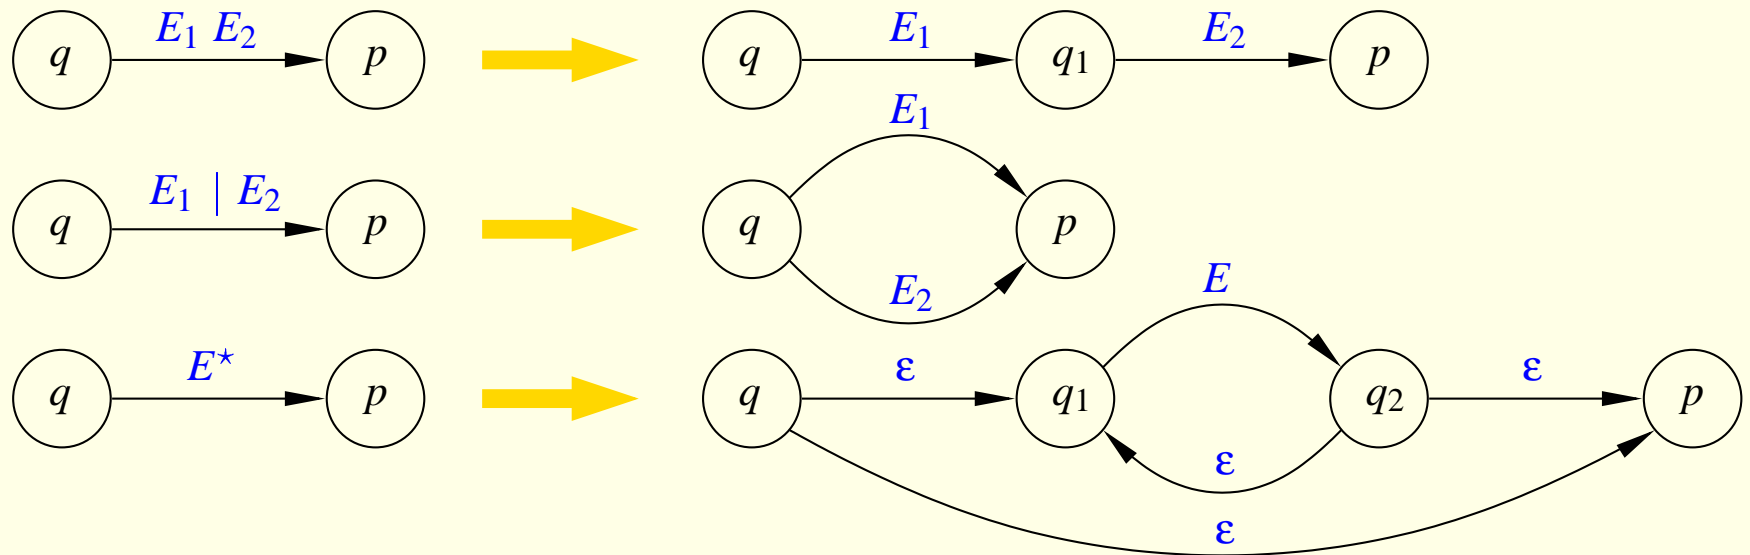 E₁ E₂
q p
E₁ E₂
q q₁ p
E₁ | E₂
q p
E₁
q p
E₂
E⋆
q p
E
ε ε
q q₁ q₂ p
ε
ε